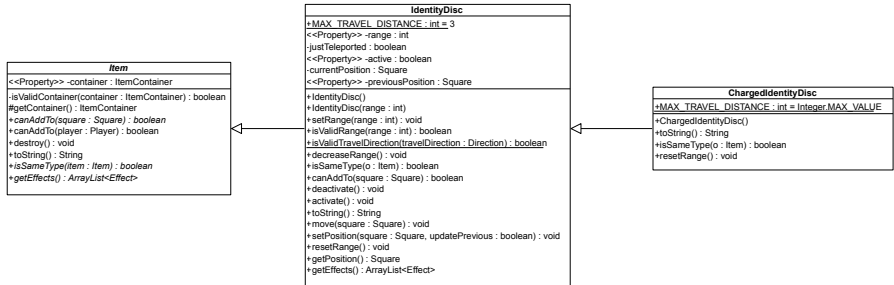 Item
<<Property>> -container : ItemContainer
-isValidContainer(container : ItemContainer) : boolean
#getContainer() : ItemContainer
+canAddTo(square : Square) : boolean
+canAddTo(player : Player) : boolean
+destroy() : void
+toString() : String
+isSameType(item : Item) : boolean
+getEffects() : ArrayList<Effect>
IdentityDisc
+MAX_TRAVEL_DISTANCE : int = 3
<<Property>> -range : int
-justTeleported : boolean
<<Property>> -active : boolean
-currentPosition : Square
<<Property>> -previousPosition : Square
+IdentityDisc()
+IdentityDisc(range : int)
+setRange(range : int) : void
+isValidRange(range : int) : boolean
+isValidTravelDirection(travelDirection : Direction) : boolean
+decreaseRange() : void
+isSameType(o : Item) : boolean
+canAddTo(square : Square) : boolean
+deactivate() : void
+activate() : void
+toString() : String
+move(square : Square) : void
+setPosition(square : Square, updatePrevious : boolean) : void
+resetRange() : void
+getPosition() : Square
+getEffects() : ArrayList<Effect>
ChargedIdentityDisc
+MAX_TRAVEL_DISTANCE : int = Integer.MAX_VALUE
+ChargedIdentityDisc()
+toString() : String
+isSameType(o : Item) : boolean
+resetRange() : void